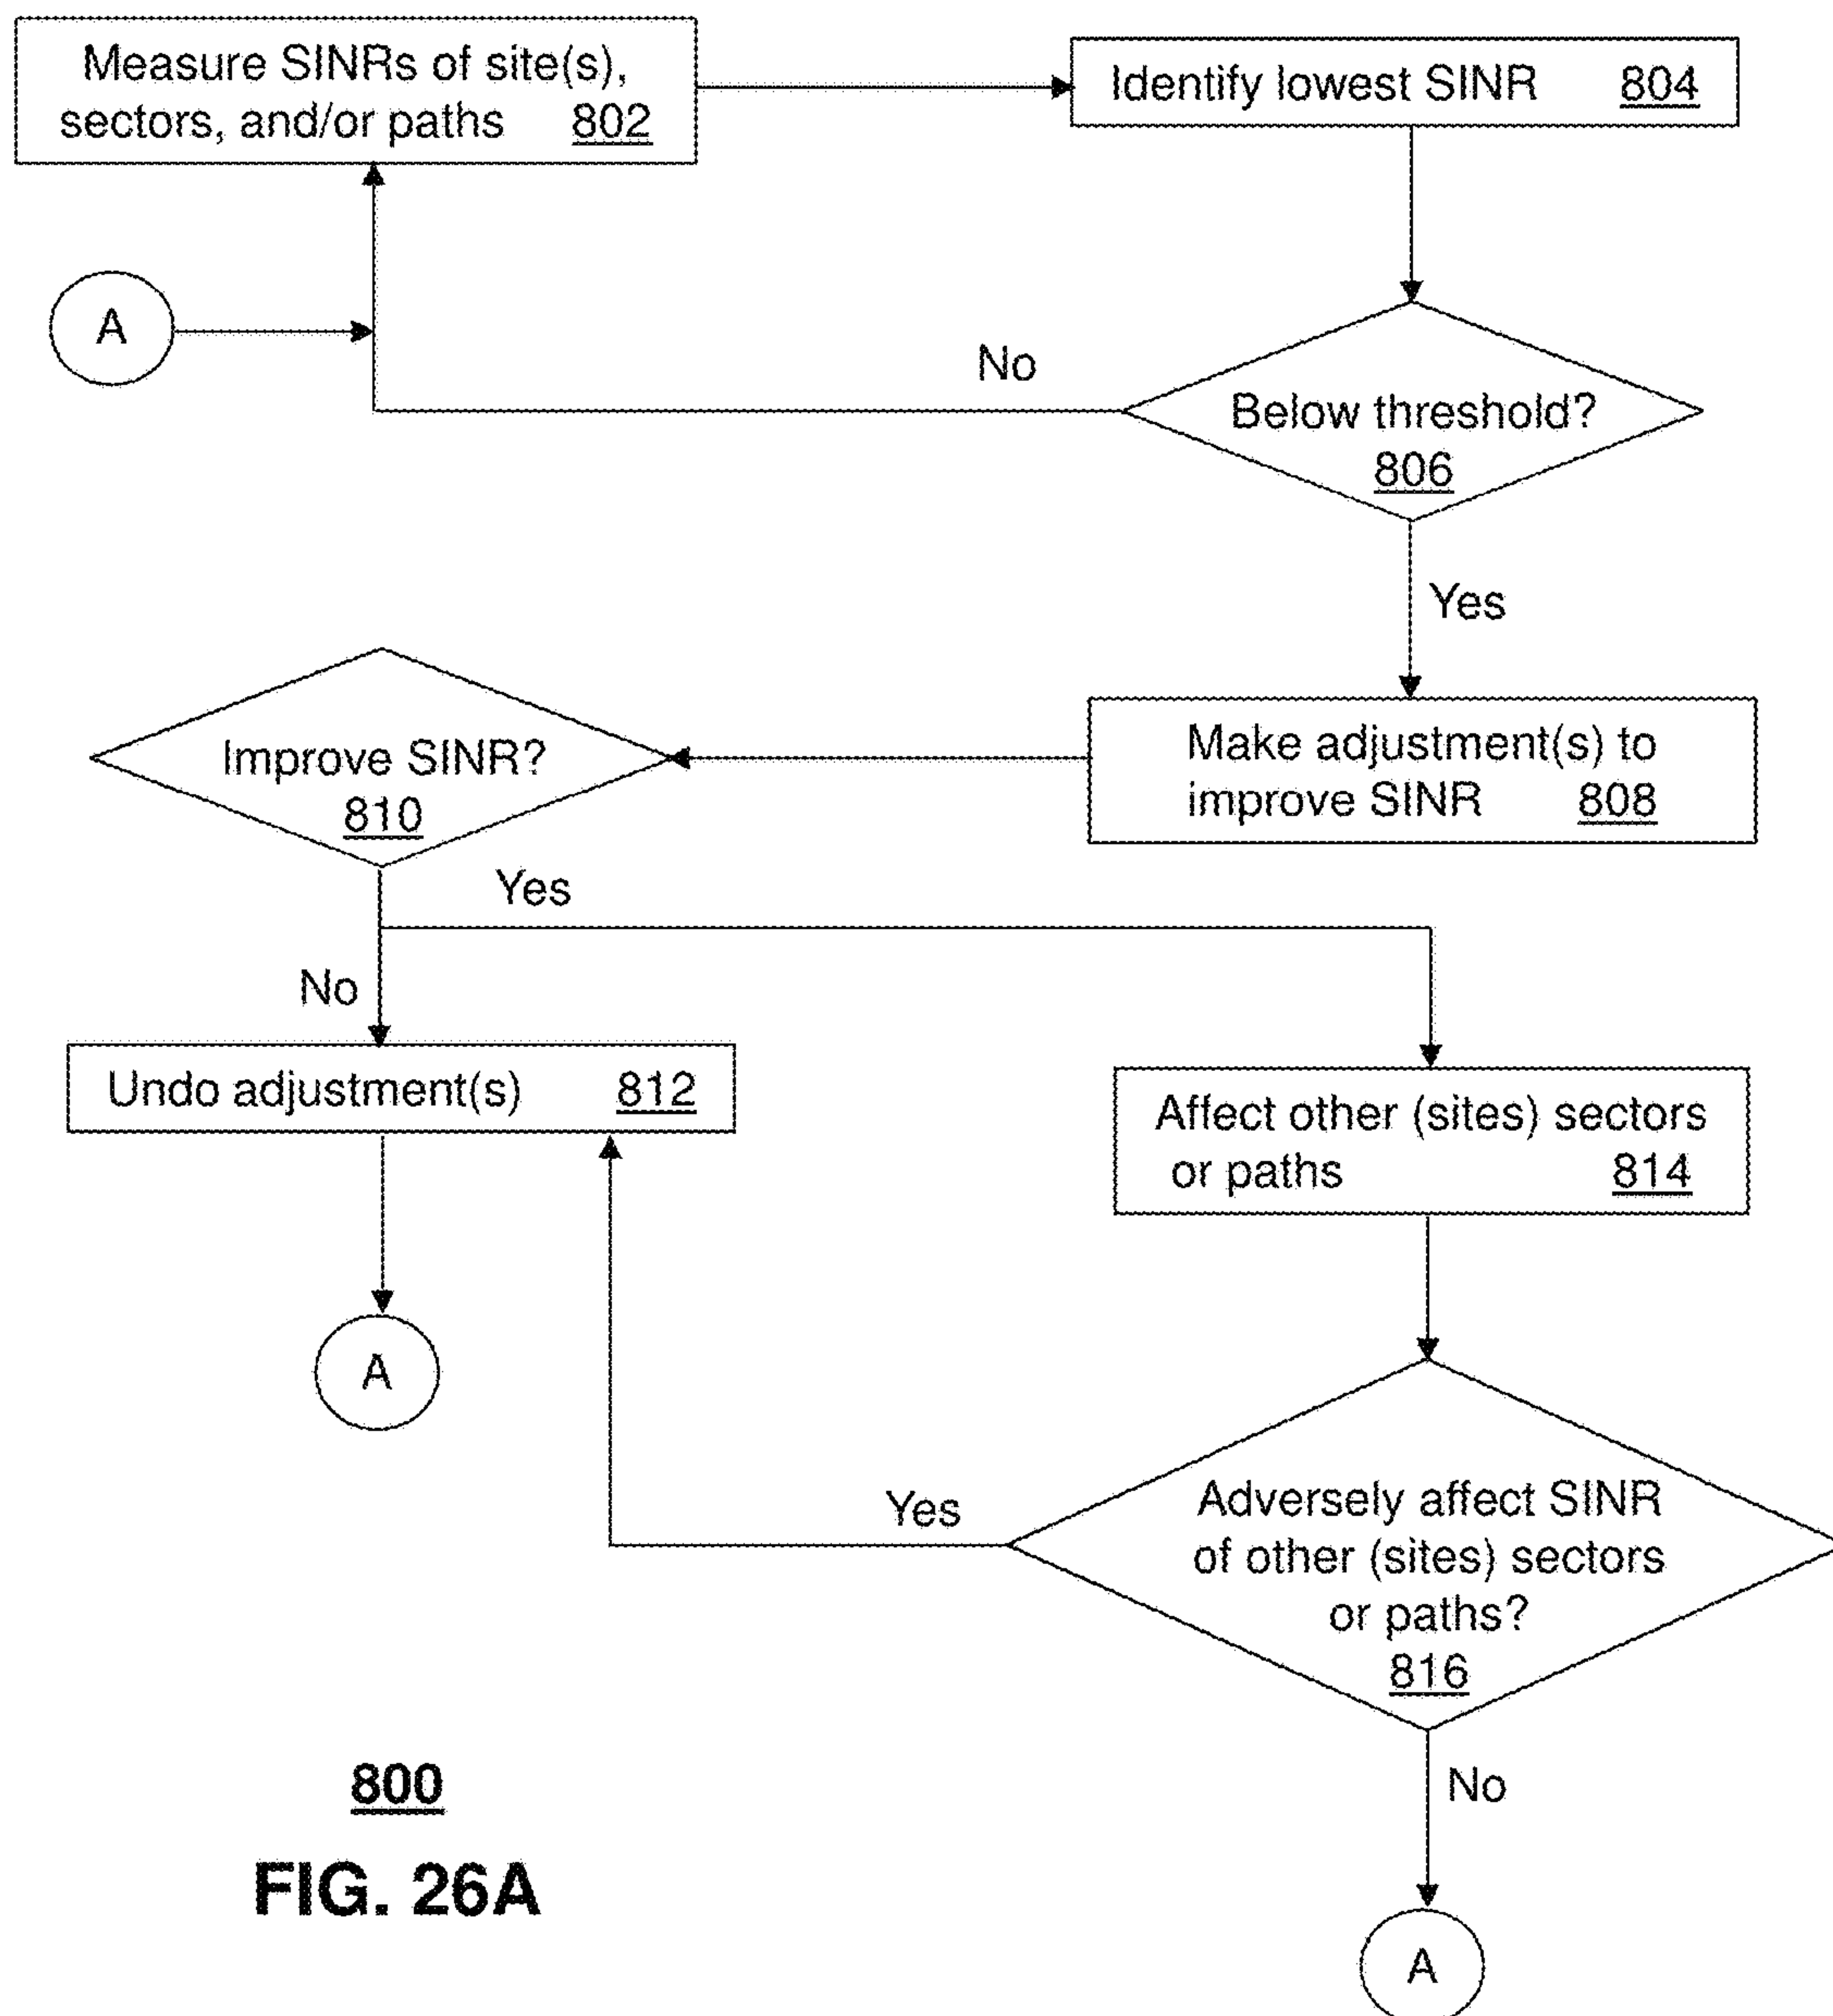 Measure SINRs of site(s),
sectors, and/or paths 802
Identify lowest SINR 804
A
No
Below threshold?
806
Yes
Improve SINR?
810
Make adjustment(s) to
improve SINR 808
Yes
No
Undo adjustment(s) 812
Affect other (sites) sectors
or paths 814
A
Yes
Adversely affect SINR
of other (sites) sectors
or paths?
816
No
A
800
FIG. 26A